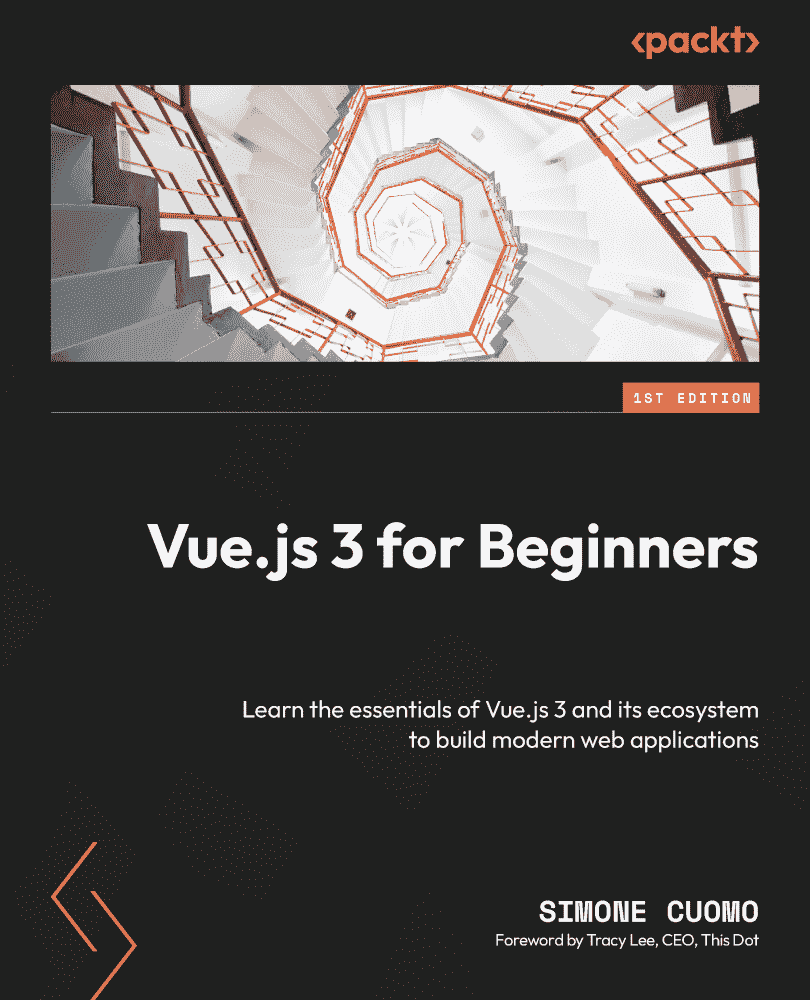 <packt>
1ST EDITION
Vue.js 3 for Beginners
Learn the essentials of Vue.js 3 and its ecosystem
to build modern web applications
SIMONE CUOMO
Foreword by Tracy Lee, CEO, This Dot